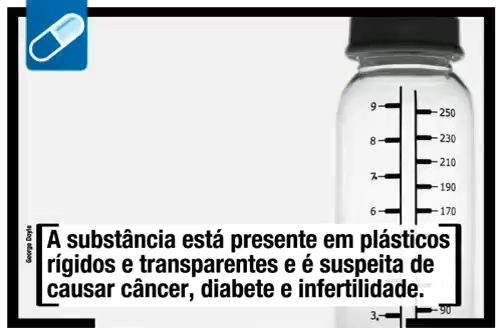 9
250
8
230
210
7
190
6
170
George Doyle
A substância está presente em plásticos
rígidos e transparentes e é suspeita de
causar câncer, diabete e infertilidade.
3
90